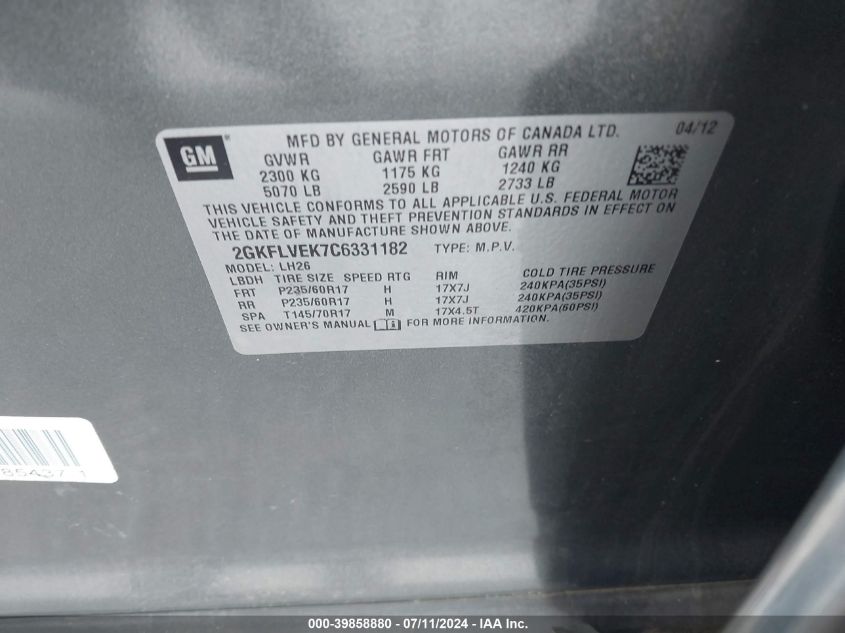 GM
MFD BY GENERAL MOTORS OF CANADA LTD. 04/12
GVWR GAWR FRT GAWR RR
2300 KG 1175 KG 1240 KG
5070 LB 2590 LB 2733 LB
THIS VEHICLE CONFORMS TO ALL APPLICABLE U.S. FEDERAL MOTOR
VEHICLE SAFETY AND THEFT PREVENTION STANDARDS IN EFFECT ON
THE DATE OF MANUFACTURE SHOWN ABOVE.
2GKFLVEK7C6331182 TYPE: M.P.V.
MODEL: LH26
LBDH TIRE SIZE SPEED RTG RIM COLD TIRE PRESSURE
FRT P235/60R17 H 17X7J 240KPA(35PSI)
RR P235/60R17 H 17X7J 240KPA(35PSI)
SPA T145/70R17 M 17X4.5T 420KPA(60PSI)
SEE OWNER'S MANUAL FOR MORE INFORMATION.
85437 1
000-39858880 - 07/11/2024 - IAA Inc.